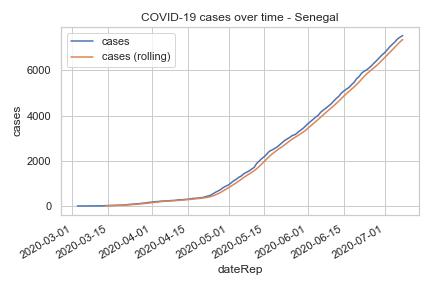 COVID-19 cases over time - Senegal
cases
cases (rolling)
cases
6000
4000
2000
0
2020-03-01
2020-03-15
2020-04-01
2020-04-15
2020-05-01
2020-05-15
2020-06-01
2020-06-15
2020-07-01
dateRep